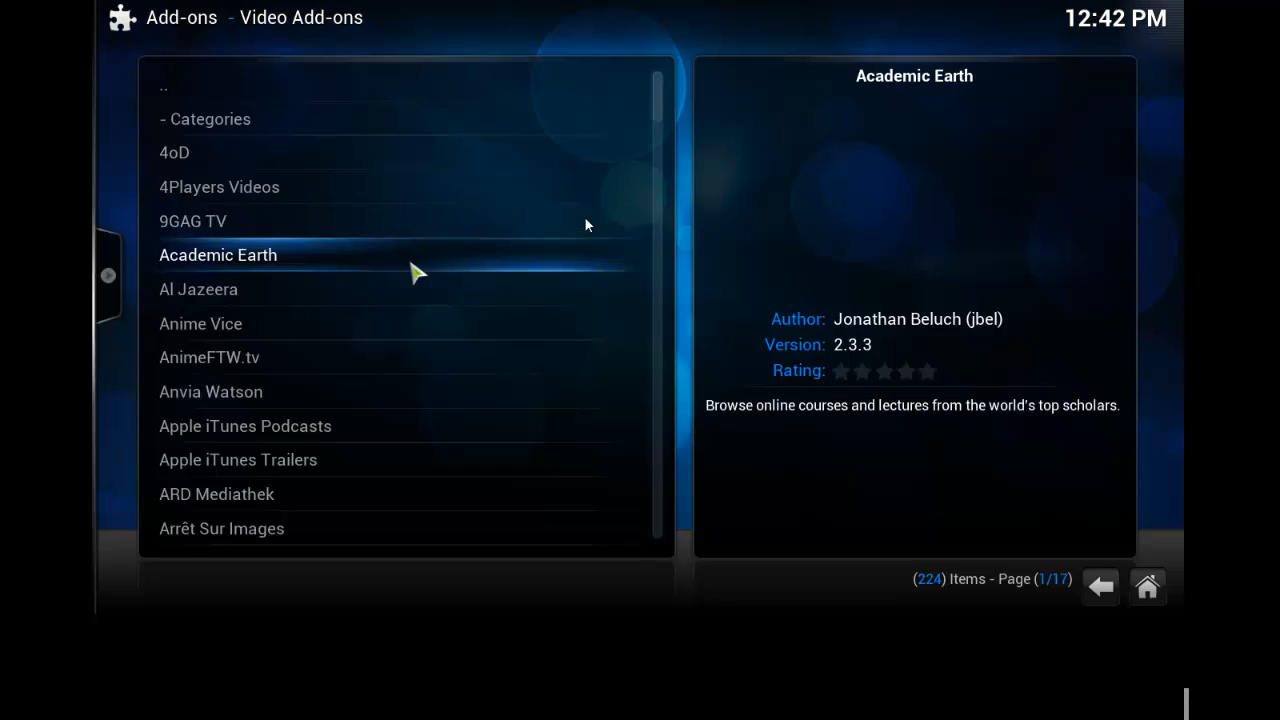 Add-ons - Video Add-ons
12:42 PM
..
- Categories
4oD
4Players Videos
9GAG TV
Academic Earth
Al Jazeera
Anime Vice
AnimeFTW.tv
Anvia Watson
Apple iTunes Podcasts
Apple iTunes Trailers
ARD Mediathek
Arrêt Sur Images
Academic Earth
Author: Jonathan Beluch (jbel)
Version: 2.3.3
Rating:
Browse online courses and lectures from the world's top scholars.
(224) Items - Page (1/17)